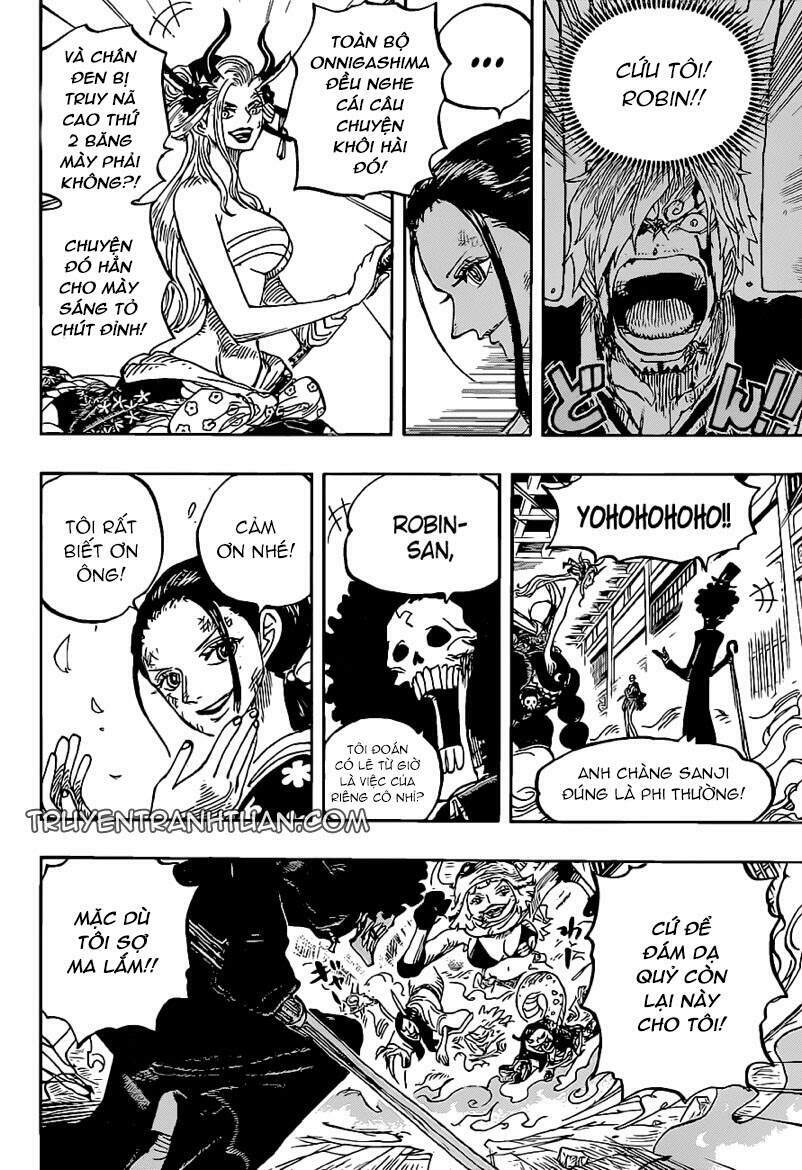 CỨU TÔI!
ROBIN!!
どん!!
...
TOÀN BỘ
ONNIGASHIMA
ĐỀU NGHE
CÁI CÂU
CHUYỆN
KHÔI HÀI
ĐÓ!
VÀ CHÂN
ĐEN BỊ
TRUY NÃ
CAO THỨ
2 BĂNG
MÀY PHẢI
KHÔNG?!
CHUYỆN
ĐÓ HẲN
CHO MÀY
SÁNG TỎ
CHÚT ĐỈNH!
YOHOHOHOHO!!
ANH CHÀNG SANJI
ĐÚNG LÀ PHI THƯỜNG!
ROBIN-
SAN,
TÔI ĐOÁN
CÓ LẼ TỪ GIỜ
LÀ VIỆC CỦA
RIÊNG CÔ NHỈ?
CẢM
ƠN NHÉ!
TÔI RẤT
BIẾT ƠN
ÔNG!
TRUYENTRANHTUAN.COM
CỨ ĐỂ
ĐÁM DẠ
QUỶ CÒN
LẠI NÀY
CHO TÔI!
MẶC DÙ
TÔI SỢ
MA LẮM!!